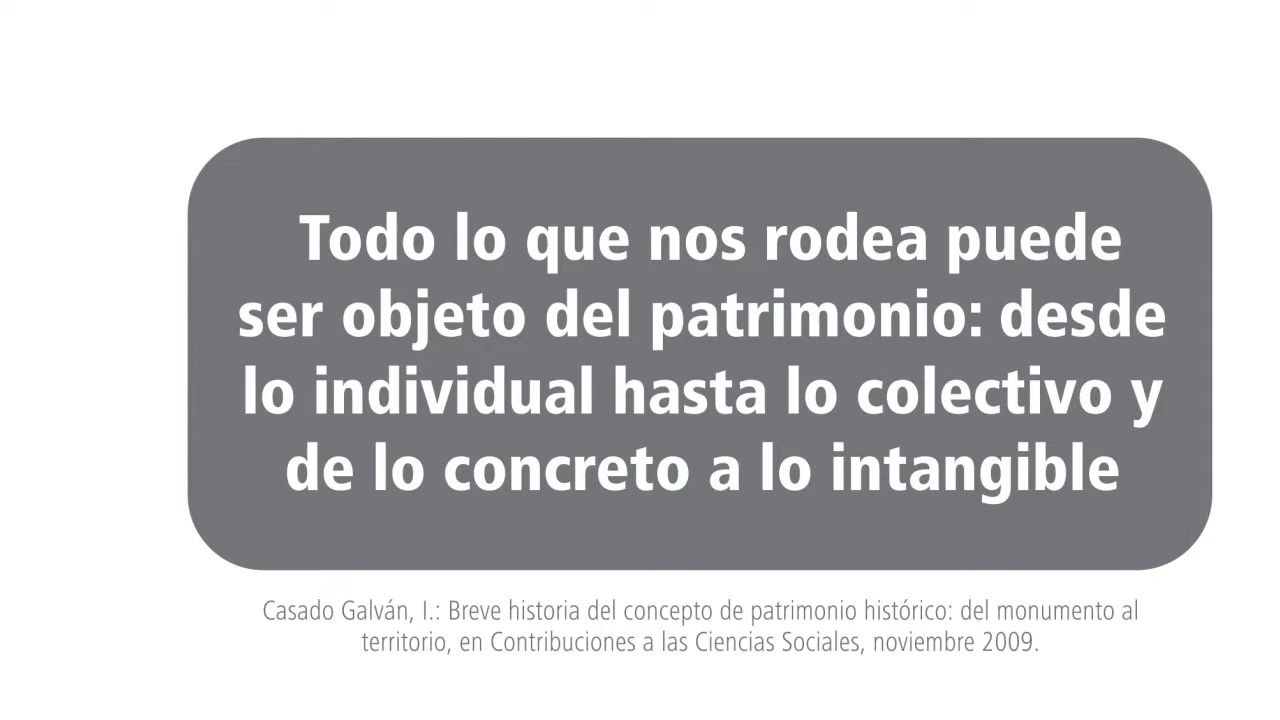 Todo lo que nos rodea puede
ser objeto del patrimonio: desde
lo individual hasta lo colectivo y
de lo concreto a lo intangible
Casado Galván, I.: Breve historia del concepto de patrimonio histórico: del monumento al
territorio, en Contribuciones a las Ciencias Sociales, noviembre 2009.